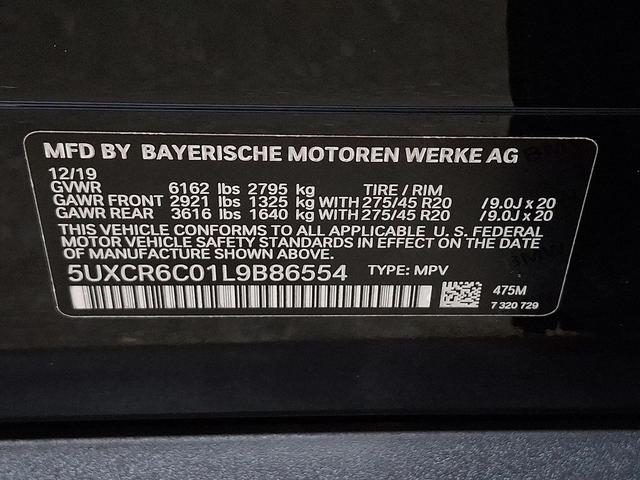 MFD BY BAYERISCHE MOTOREN WERKE AG
12/19
GVWR 6162 lbs 2795 kg TIRE / RIM
GAWR FRONT 2921 lbs 1325 kg WITH 275/45 R20 /9.0J x 20
GAWR REAR 3616 lbs 1640 kg WITH 275/45 R20 /9.0J x 20
THIS VEHICLE CONFORMS TO ALL APPLICABLE U. S. FEDERAL
MOTOR VEHICLE SAFETY STANDARDS IN EFFECT ON THE DATE
OF MANUFACTURE SHOWN ABOVE.
5UXCR6C01L9B86554 TYPE: MPV
475M
7 320 729